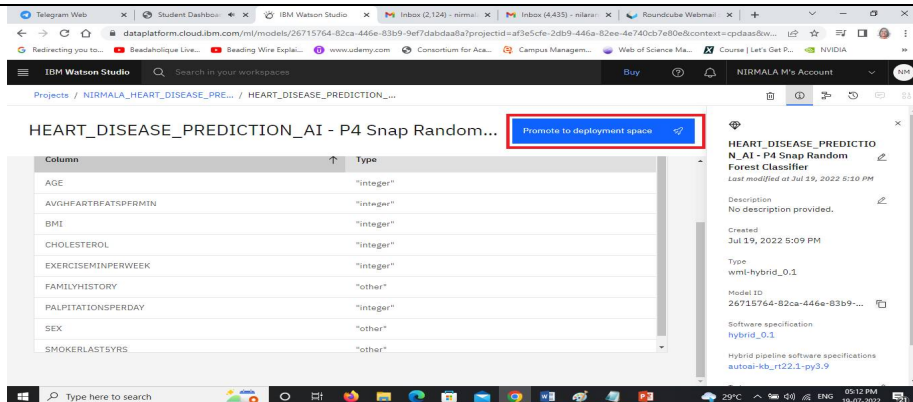 Telegram Web
Student Dashboar
IBM Watson Studio
Inbox (2,124) - nirmal
Inbox (4,435) - nilaran
Roundcube Webmail
dataplatform.cloud.ibm.com/ml/models/26715764-82ca-446e-83b9-9ef7dabdaa8a?projectid=af3e5cfe-2db9-446a-82ee-4e740cb7e80e&context=cpdaas&w...
Redirecting you to...
Beadaholique Live...
Beading Wire Explai...
www.udemy.com
Consortium for Aca...
Campus Managem...
Web of Science Ma...
Course | Let's Get P...
NVIDIA
IBM Watson Studio
Search in your workspaces
Buy
NIRMALA M's Account
NM
Projects / NIRMALA_HEART_DISEASE_PRE... / HEART_DISEASE_PREDICTION_...
HEART_DISEASE_PREDICTION_AI - P4 Snap Random...
Promote to deployment space
Column Type
AGE "integer"
AVGHEARTBEATSPERMIN "integer"
BMI "integer"
CHOLESTEROL "integer"
EXERCISEMINPERWEEK "integer"
FAMILYHISTORY "other"
PALPITATIONSPERDAY "integer"
SEX "other"
SMOKERLAST5YRS "other"
HEART_DISEASE_PREDICTIO
N_AI - P4 Snap Random
Forest Classifier
Last modified at Jul 19, 2022 5:10 PM
Description
No description provided.
Created
Jul 19, 2022 5:09 PM
Type
wml-hybrid_0.1
Model ID
26715764-82ca-446e-83b9-...
Software specification
hybrid_0.1
Hybrid pipeline software specifications
autoai-kb_rt22.1-py3.9
Type here to search
29°C
ENG
05:12 PM
19-07-2022